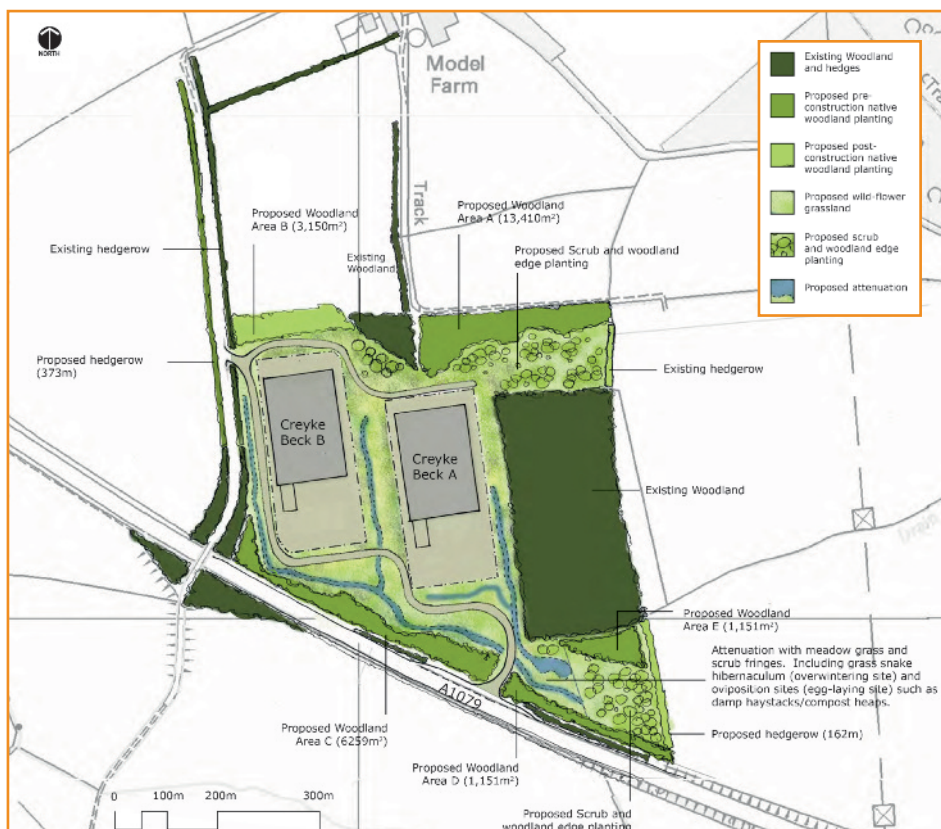 NORTH
Model
Farm
Track
Existing Woodland
and hedges
Proposed pre-
construction native
woodland planting
Proposed post-
construction native
woodland planting
Proposed wild-flower
grassland
Proposed scrub
and woodland edge
planting
Proposed attenuation
Proposed Woodland
Area B (3,150m²)
Proposed Woodland
Area A (13,410m²)
Existing hedgerow
Existing
Woodland
Proposed Scrub and woodland
edge planting
Proposed hedgerow
(373m)
Existing hedgerow
Creyke
Beck B
Creyke
Beck A
Existing Woodland
Drain
Proposed Woodland
Area E (1,151m²)
Attenuation with meadow grass and
scrub fringes. Including grass snake
hibernaculum (overwintering site) and
oviposition sites (egg-laying site) such as
damp haystacks/compost heaps.
A1079
Proposed Woodland
Area C (6259m²)
Proposed hedgerow (162m)
Proposed Woodland
Area D (1,151m²)
0 100m 200m 300m
Proposed Scrub and
woodland edge planting